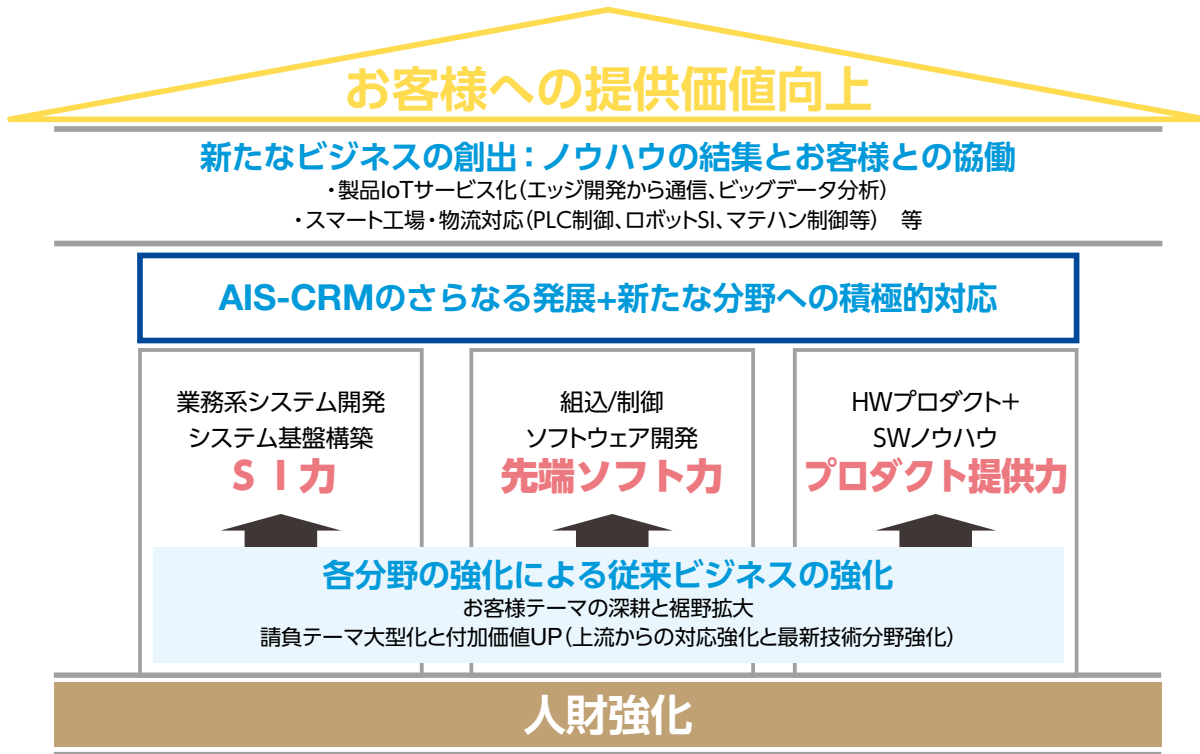 お客様への提供価値向上
新たなビジネスの創出：ノウハウの結集とお客様との協働
・製品IoTサービス化（エッジ開発から通信、ビッグデータ分析）
・スマート工場・物流対応（PLC制御、ロボットSI、マテハン制御等）　等
AIS-CRMのさらなる発展+新たな分野への積極的対応
業務系システム開発
システム基盤構築
ＳＩ力
組込/制御
ソフトウェア開発
先端ソフト力
HWプロダクト＋
SWノウハウ
プロダクト提供力
各分野の強化による従来ビジネスの強化
お客様テーマの深耕と裾野拡大
請負テーマ大型化と付加価値UP（上流からの対応強化と最新技術分野強化）
人財強化